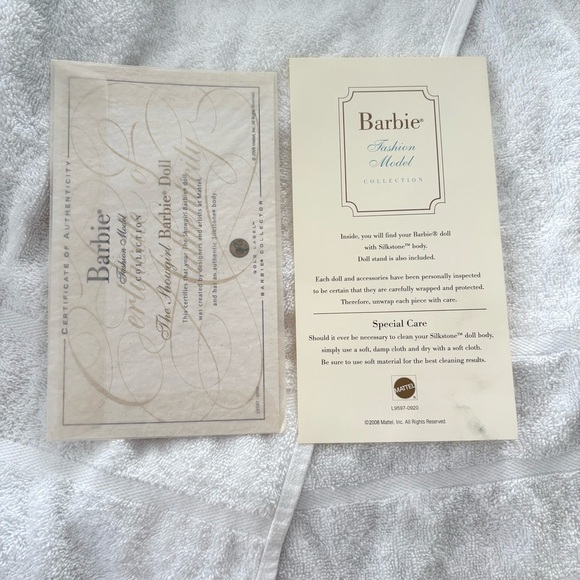 CERTIFICATE OF AUTHENTICITY
Barbie®
Fashion Model
COLLECTION
The Showgirl Barbie® Doll
This certifies that your The Showgirl Barbie® doll
was created by designers and artists at Mattel,
and has an authentic Silkstone body.
GOLD LABEL®
BARBIE® COLLECTOR
Barbie®
Fashion
Model
COLLECTION
Inside, you will find your Barbie® doll
with Silkstone™ body.
Doll stand is also included.
Each doll and accessories have been personally inspected
to be certain that they are carefully wrapped and protected.
Therefore, unwrap each piece with care.
Special Care
Should it ever be necessary to clean your Silkstone™ doll body,
simply use a soft, damp cloth and dry with a soft cloth.
Be sure to use soft material for the best cleaning results.
MATTEL
L9597-0920
©2008 Mattel, Inc. All Rights Reserved